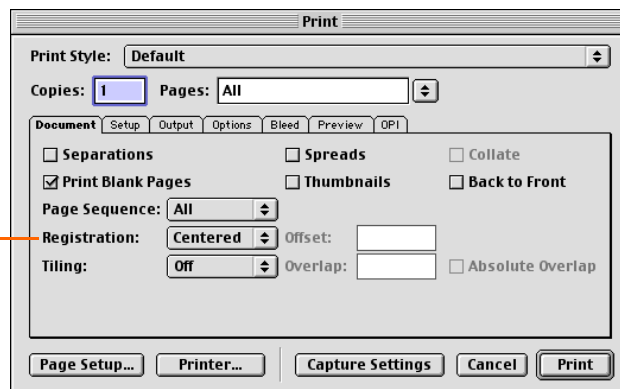 Print
Print Style: Default
Copies: 1 Pages: All
Document Setup Output Options Bleed Preview OPI
Separations Spreads Collate
Print Blank Pages Thumbnails Back to Front
Page Sequence: All
Registration: Centered Offset:
Tiling: Off Overlap: Absolute Overlap
Page Setup... Printer... Capture Settings Cancel Print